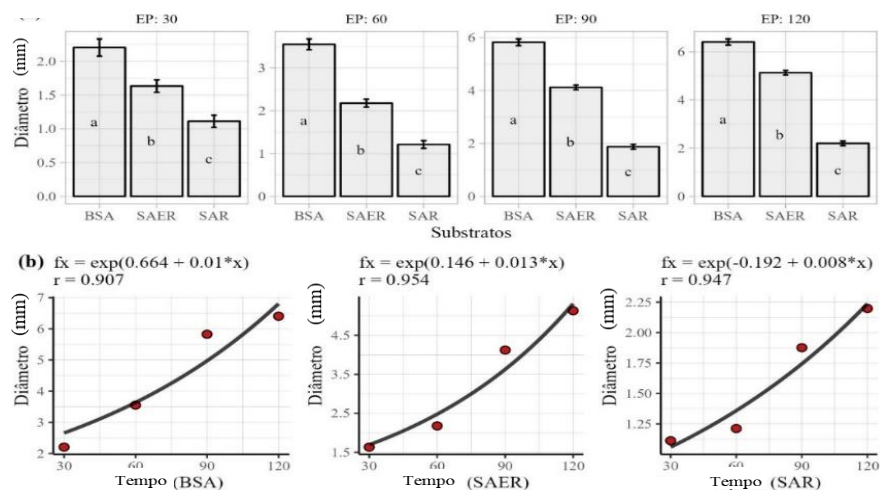 EP: 30 EP: 60 EP: 90 EP: 120
Diâmetro (mm)
2.0
1.5
1.0
0.5
0.0
a b c
BSA SAER SAR
3
2
1
0
a b c
BSA SAER SAR
6
4
2
0
a b c
BSA SAER SAR
6
4
2
0
a b c
BSA SAER SAR
Substratos
(b) fx = exp(0.664 + 0.01*x)
r = 0.907
Diâmetro (mm)
7
6
5
4
3
2
30 60 90 120
Tempo (BSA)
fx = exp(0.146 + 0.013*x)
r = 0.954
Diâmetro (mm)
4.5
3.5
2.5
1.5
30 60 90 120
Tempo (SAER)
fx = exp(-0.192 + 0.008*x)
r = 0.947
Diâmetro (mm)
2.25
2.00
1.75
1.50
1.25
30 60 90 120
Tempo (SAR)